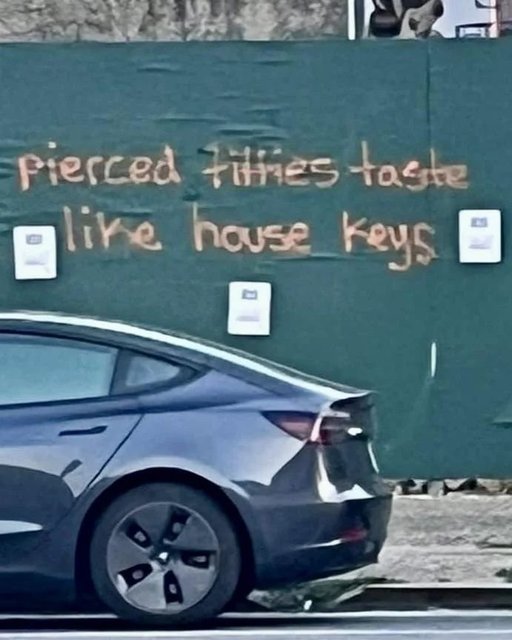 pierced titties taste
like house keys